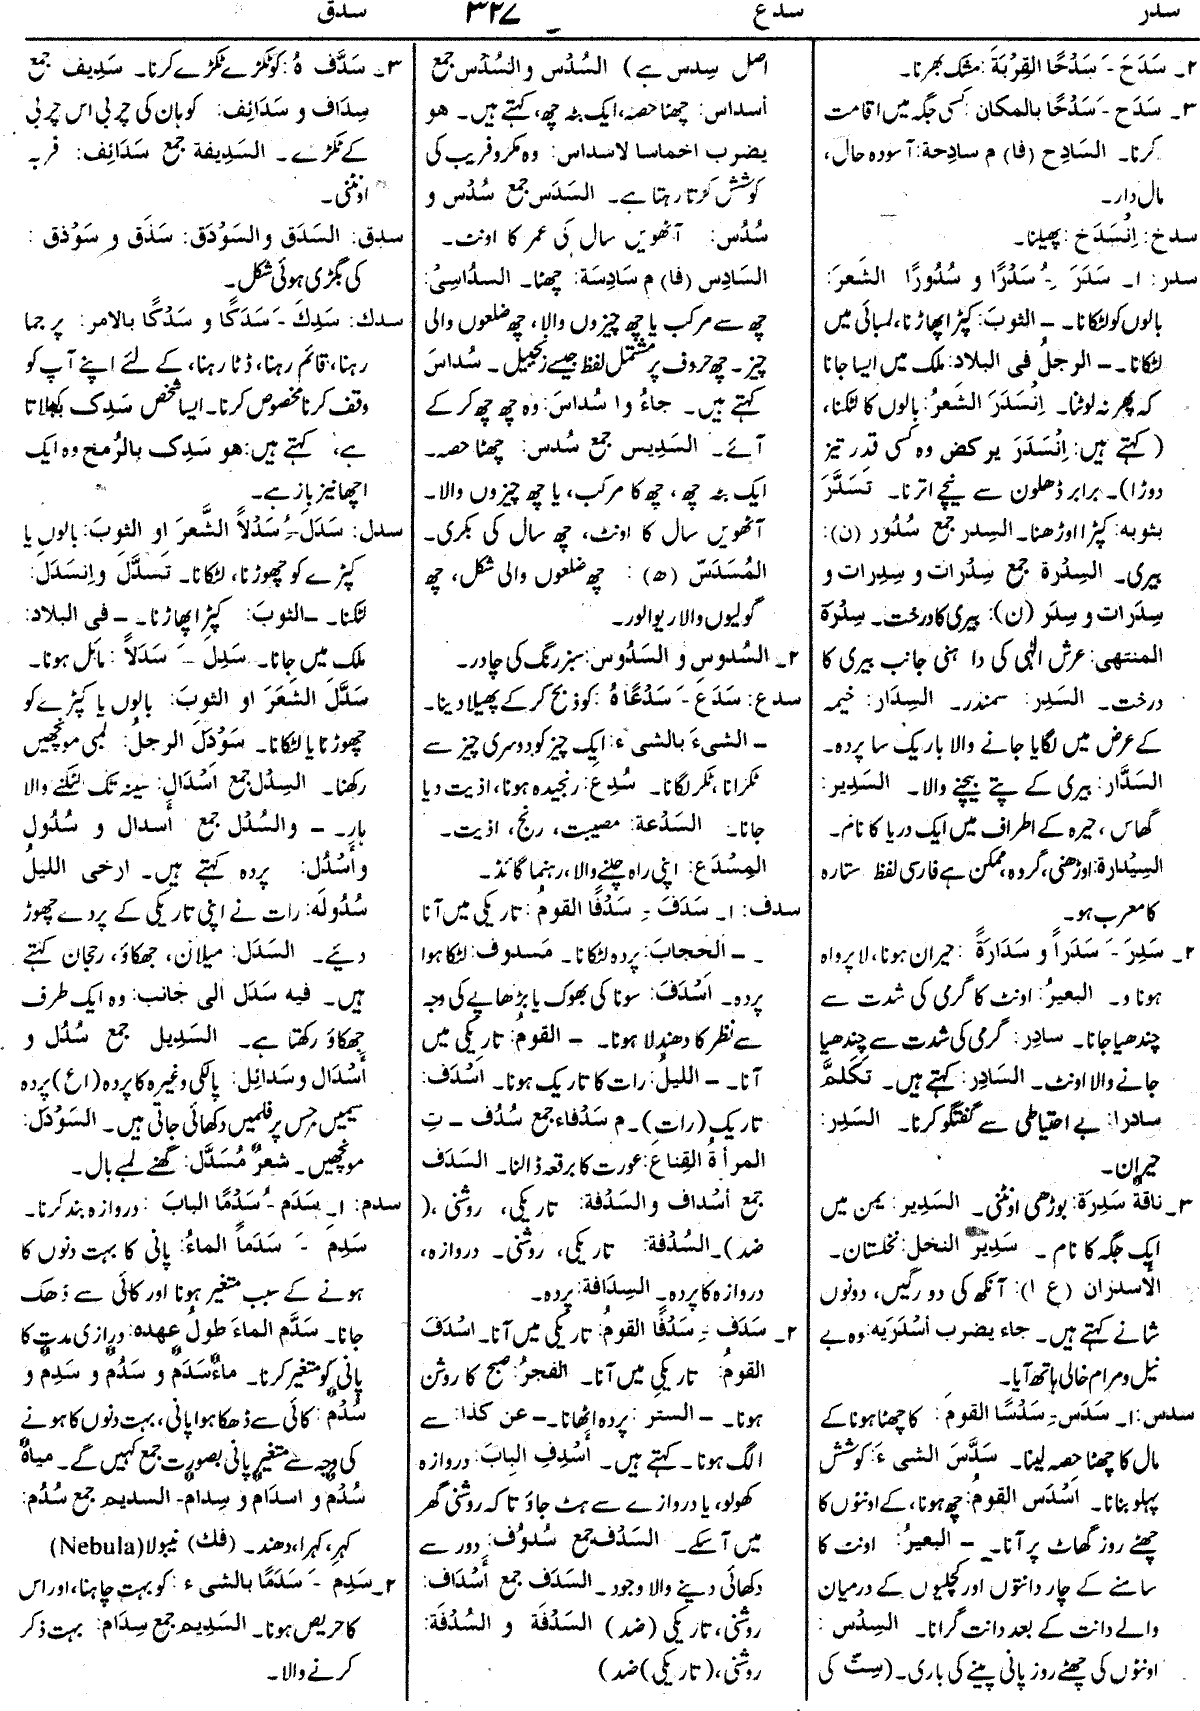 سدر
سدع
۳۲۷
سدق
۲۔ سَدَحَ َ سَدْحًا القِرْبَةَ: مشک بھرنا۔
۳۔ سَدَح َ سَدْحًا بالمکان: کسی جگہ میں اقامت
کرنا۔ السَادِح (فا) م سادِحة: آسودہ حال،
مال دار۔
سدخ: اِنْسَدَخَ: پھیلنا۔
سدر: ۱۔ سَدَرَ ُِ سَدْرًا و سُدُورًا الشَعرَ:
بالوں کو لٹکانا۔ – الثوبَ: کپڑا پھاڑنا، لمبائی میں
لٹکانا۔ – الرجلُ فی البلاد: ملک میں ایسا جانا
کہ پھر نہ لوٹنا۔ اِنْسَدَرَ الشَعرُ: بالوں کا لٹکنا،
(کہتے ہیں: اِنْسَدَرَ یرکض وہ کسی قدر تیز
دوڑا)۔ برابر ڈھلون سے نیچے اترنا۔ تَسَدَّرَ
بثوبه: کپڑا اوڑھنا۔ السِدر جمع سُدُور (ن):
بیری۔ السِدْرة جمع سِدْرات و سِدِرات و
سِدَرات و سِدَر (ن): بیری کا درخت۔ سِدْرَة
المنتهى: عرش الٰہی کی داہنی جانب بیری کا
درخت۔ السَدِر: سمندر۔ السِدَار: خیمہ
کے عرض میں لگایا جانے والا باریک سا پردہ۔
السَدَّار: بیری کے پتے بیچنے والا۔ السَدِیر:
گھاس، حیرہ کے اطراف میں ایک دریا کا نام۔
السِیْدارة: اوڑھنی، گروہ، ممکن ہے فارسی لفظ ستارہ
کا معرب ہو۔
۲۔ سَدِرَ َ سَدَراً و سَدَارَةً: حیران ہونا، لا پرواہ
ہونا و۔ البعیرُ: اونٹ کا گرمی کی شدت سے
چندھیا جانا۔ سادِر: گرمی کی شدت سے چندھیا
جانے والا اونٹ۔ السَادِر: کہتے ہیں۔ تَکَلَّمَ
سادرا: بے احتیاطی سے گفتگو کرنا۔ السَدِر:
حیران۔
۳۔ ناقة سَدِرَة: بوڑھی اونٹنی۔ السَدِیر: یمن میں
ایک جگہ کا نام۔ سَدِیرُ النخل: نخلستان۔
الأسدران (ع ا): آنکھ کی دو رگیں، دونوں
شانے کہتے ہیں۔ جاء یضرب أسْدَرَیه: وہ بے
نیل و مرام خالی ہاتھ آیا۔
سدس: ۱۔ سَدَسَ ِ سَدْسًا القومَ: کا چھٹا ہونا کے
مال کا چھٹا حصہ لینا۔ سَدَّسَ الشیءَ: کوشش
پہلو بنانا۔ اَسْدَسَ القومُ: چھ ہونا، کے اونٹوں کا
چھٹے روز گھاٹ پر آنا۔ – البعیرُ: اونٹ کا
سامنے کے چار دانتوں اور کچلیوں کے درمیان
والے دانت کے بعد دانت گرانا۔ السِدْس:
اونٹوں کی چھٹے روز پانی پینے کی باری۔ (سِتّ کی
اصل سِدس ہے) السُدْس و السُدُس جمع
أسداس: چھٹا حصہ، ایک بٹہ چھ، کہتے ہیں۔ هو
یضرب اخماسا لاسداس: وہ مکر و فریب کی
کوشش کرتا رہتا ہے۔ السَدَس جمع سُدْس و
سُدُس: آٹھویں سال کی عمر کا اونٹ۔
السَادِس (فا) م سادِسَة: چھٹا۔ السداسِیُّ:
چھ سے مرکب یا چھ چیزوں والا، چھ ضلعوں والی
چیز۔ چھ حروف پر مشتمل لفظ جیسے زنجبیل۔ سُداسَ
کہتے ہیں۔ جاءُ وا سُداسَ: وہ چھ چھ کر کے
آئے۔ السَدِیس جمع سُدس: چھٹا حصہ۔
ایک بٹہ چھ، چھ کا مرکب، یا چھ چیزوں والا۔
آٹھویں سال کا اونٹ، چھ سال کی بکری۔
المُسَدَسّ (ھ): چھ ضلعوں والی شکل، چھ
گولیوں والا ریوالور۔
۲۔ السُدُوس و السَدُوس: سبز رنگ کی چادر۔
سدع: سَدَعَ َ سَدْعًا هُ: کو ذبح کر کے پھیلا دینا۔
– الشیءَ بالشیء: ایک چیز کو دوسری چیز سے
ٹکرانا، ٹکر لگانا۔ سُدِع: رنجیدہ ہونا، اذیت دیا
جانا۔ السَدْعة: مصیبت، رنج، اذیت۔
المِسْدَع: اپنی راہ چلنے والا، رہنما گائڈ۔
سدف: ۱۔ سَدَفَ ِ سَدْفًا القومُ: تاریکی میں آنا
۔ – الحجابَ: پردہ لٹکانا۔ مَسدوف: لٹکا ہوا
پردہ۔ اَسْدَفَ: سونا کی بھوک یا بڑھاپے کی وجہ
سے نظر کا دھندلا ہونا۔ – القومُ: تاریکی میں
آنا۔ – اللیلُ: رات کا تاریک ہونا۔ اَسْدَف:
تاریک (رات)۔ م سَدْفاء جمع سُدْف – تِ
المرأةُ القِناعَ: عورت کا برقعہ ڈالنا۔ السَدَف
جمع أسْداف والسَدْفة: تاریکی، روشنی، (
ضد)۔ السُدْفة: تاریکی، روشنی۔ دروازہ،
دروازہ کا پردہ۔ السِدَافة: پردہ۔
۲۔ سَدَف ِ سَدْفًا القومُ: تاریکی میں آنا۔ اَسْدَفَ
القومُ: تاریکی میں آنا۔ الفجرُ: صبح کا روشن
ہونا۔ – الستر: پردہ اٹھانا۔ – عن کذا: سے
الگ ہونا۔ کہتے ہیں۔ أسْدِفِ البابَ: دروازہ
کھولو، یا دروازے سے ہٹ جاؤ تاکہ روشنی گھر
میں آسکے۔ السَدَف جمع سُدُوف: دور سے
دکھائی دینے والا وجود۔ السَدَف جمع أسْدَاف:
روشنی، تاریکی (ضد) السَدْفَة و السُدْفَة:
روشنی، (تاریکی) ضد)
۳۔ سَدَّفَ هُ: کو ٹکڑے ٹکڑے کرنا۔ سَدِیف جمع
سِدَاف و سَدَائِف: کوہان کی چربی اس چربی
کے ٹکڑے۔ السَدِیفة جمع سَدَائِف: فربہ
اونٹنی۔
سدق: السَدَق والسَوْدَق: سَذَق و سَوْذَق:
کی بگڑی ہوئی شکل۔
سدك: سَدِكَ َ سَدَکًا و سَدْکًا بالامر: پر جما
رہنا، قائم رہنا، ڈٹا رہنا، کے لئے اپنے آپ کو
وقف کرنا مخصوص کرنا۔ ایسا شخص سَدِک کہلاتا
ہے، کہتے ہیں: هو سَدِک بالرُمح وہ ایک
اچھا نیزہ باز ہے۔
سدل: سَدَل ُِ سَدْلاً الشَعرَ او الثوبَ: بالوں یا
کپڑے کو چھوڑنا، لٹکانا۔ تَسَدَّلَ و اِنسَدَلَ:
لٹکنا۔ – الثوبَ: کپڑا پھاڑنا۔ – فی البلاد:
ملک میں جانا۔ سَدِلَ َ سَدَلاً: مائل ہونا۔
سَدَّلَ الشعَرَ او الثوبَ: بالوں یا کپڑے کو
چھوڑنا یا لٹکانا۔ سَوْدَلَ الرجلُ: لمبی مونچھیں
رکھنا۔ السِدْل جمع اَسْدَال: سینہ تک لٹکنے والا
ہار۔ – والسُدْل جمع أسدال و سُدُول
وأسْدُل: پردہ کہتے ہیں۔ ارخی اللیلُ
سُدُولَه: رات نے اپنی تاریکی کے پردے چھوڑ
دیئے۔ السَدَل: میلان، جھکاؤ، رجحان کہتے
ہیں۔ فیه سَدَل الی جانب: وہ ایک طرف
جھکاؤ رکھتا ہے۔ السَدِیل جمع سُدُل و
أسْدَال و سَدائِل: پالکی وغیرہ کا پردہ (ا ع) پردہ
سیمیں جس پر فلمیں دکھائی جاتی ہیں۔ السَوْدَل:
مونچھیں۔ شعرٌ مُسَدَّل: گھنے لمبے بال۔
سدم: ۱۔ سَدَم ُ سَدْمًا البابَ: دروازہ بند کرنا۔
سَدِمَ َ سَدَماً الماءُ: پانی کا بہت دنوں کا
ہونے کے سبب متغیر ہونا اور کائی سے ڈھک
جانا۔ سَدَّم الماءَ طولُ عهده: درازی مدت کا
پانی کو متغیر کرنا۔ ماءٌ سَدَم و سَدُم و سَدِم و
سُدُم: کائی سے ڈھکا ہوا پانی، بہت دنوں کا ہونے
کی وجہ سے متغیر پانی بصورت جمع کہیں گے۔ میاهٌ
سُدُم و اسدام و سِدام۔ السدیم جمع سُدُم:
کہر، کہرا، دھند۔ (فلك) نیبولا (Nebula)
۲۔ سَدِم َ سَدَمًا بالشیء: کو بہت چاہنا، اور اس
کا حریص ہونا۔ السَدِیم جمع سِدَام: بہت ذکر
کرنے والا۔